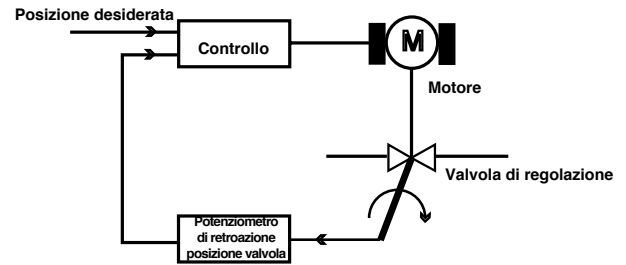 Posizione desiderata
Controllo
M
Motore
Valvola di regolazione
Potenziometro
di retroazione
posizione valvola